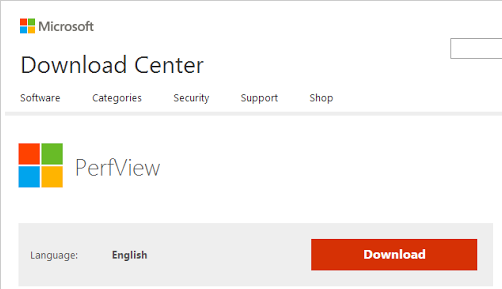 Microsoft
Download Center
Software Categories Security Support Shop
PerfView
Language: English Download